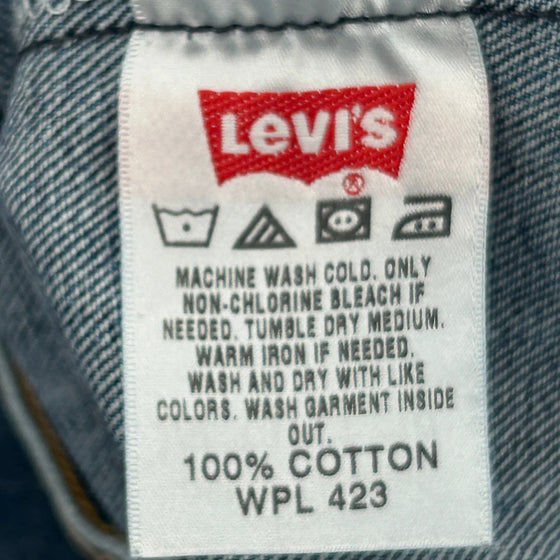 Levi's
®
MACHINE WASH COLD. ONLY
NON-CHLORINE BLEACH IF
NEEDED. TUMBLE DRY MEDIUM.
WARM IRON IF NEEDED.
WASH AND DRY WITH LIKE
COLORS. WASH GARMENT INSIDE
OUT.
100% COTTON
WPL 423